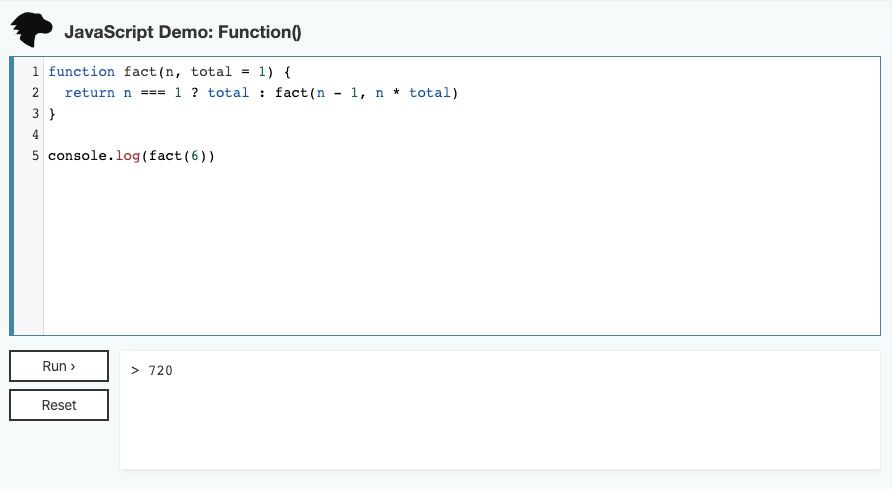 JavaScript Demo: Function()
1 function fact(n, total = 1) {
2   return n === 1 ? total : fact(n - 1, n * total)
3 }
4
5 console.log(fact(6))
Run ›
> 720
Reset